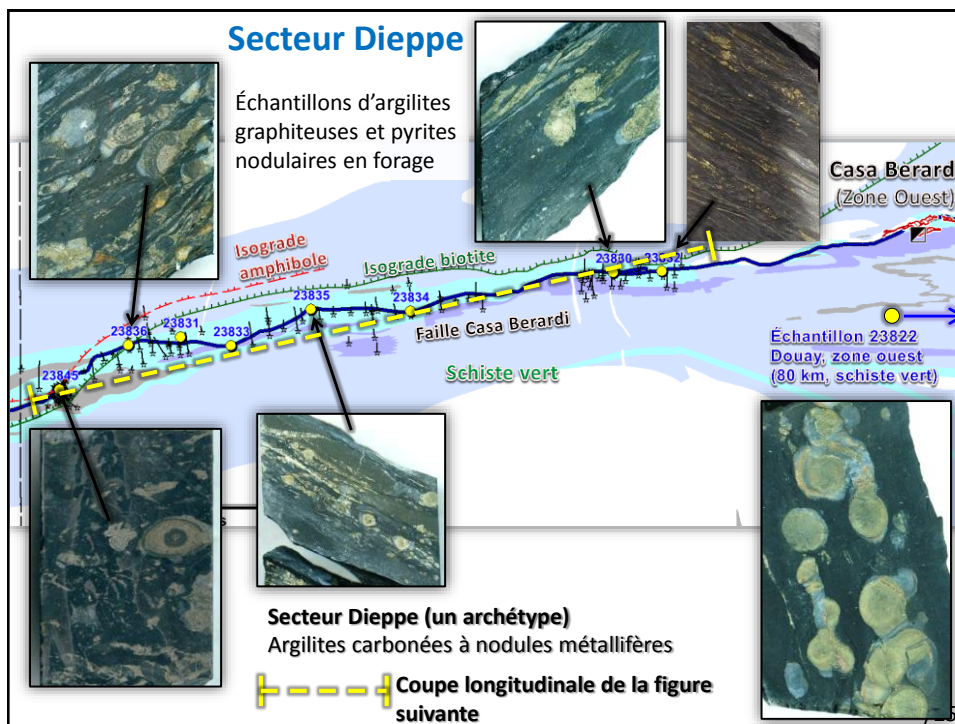 Secteur Dieppe
Échantillons d'argilites
graphiteuses et pyrites
nodulaires en forage
Casa Berard
(Zone Ouest)
Isograde
amphibole
Isograde biotite
23830
23835
23834
23836
23831
23833
Faille Casa Berardi
23845
Schiste vert
Échantillon 23822
Douay, zone ouest
(80 km, schiste vert)
Secteur Dieppe (un archétype)
Argilites carbonées à nodules métallifères
Coupe longitudinale de la figure
suivante